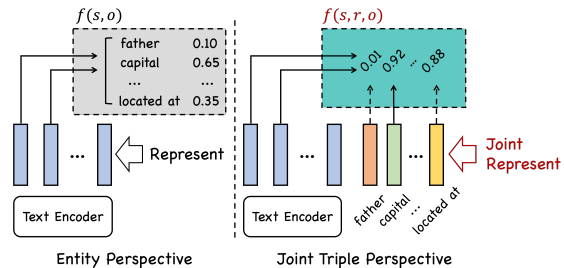 f(s,o)
father 0.10
capital 0.65
... ...
located at 0.35
... Represent
Text Encoder
Entity Perspective
f(s,r,o)
0.01 0.92 ... 0.88
... ... Joint Represent
Text Encoder
father
capital
...
located at
Joint Triple Perspective